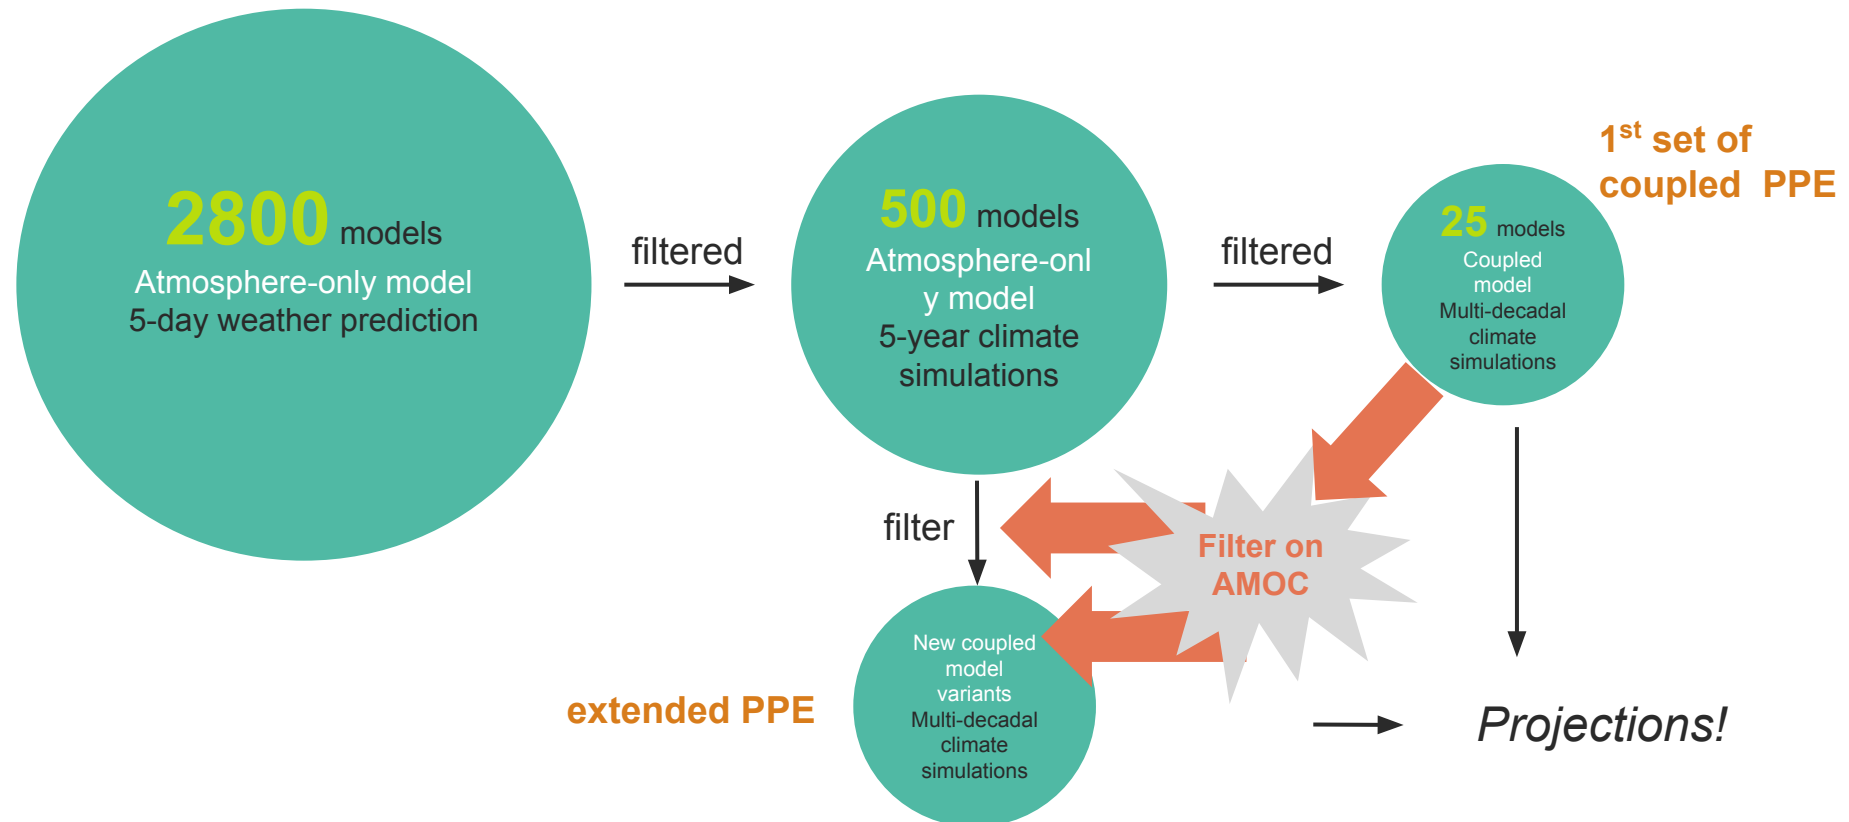 2800 models
Atmosphere-only model
5-day weather prediction
filtered
500 models
Atmosphere-onl
y model
5-year climate
simulations
filtered
1st set of
coupled PPE
25 models
Coupled
model
Multi-decadal
climate
simulations
filter
Filter on
AMOC
New coupled
model
variants
Multi-decadal
climate
simulations
extended PPE
Projections!